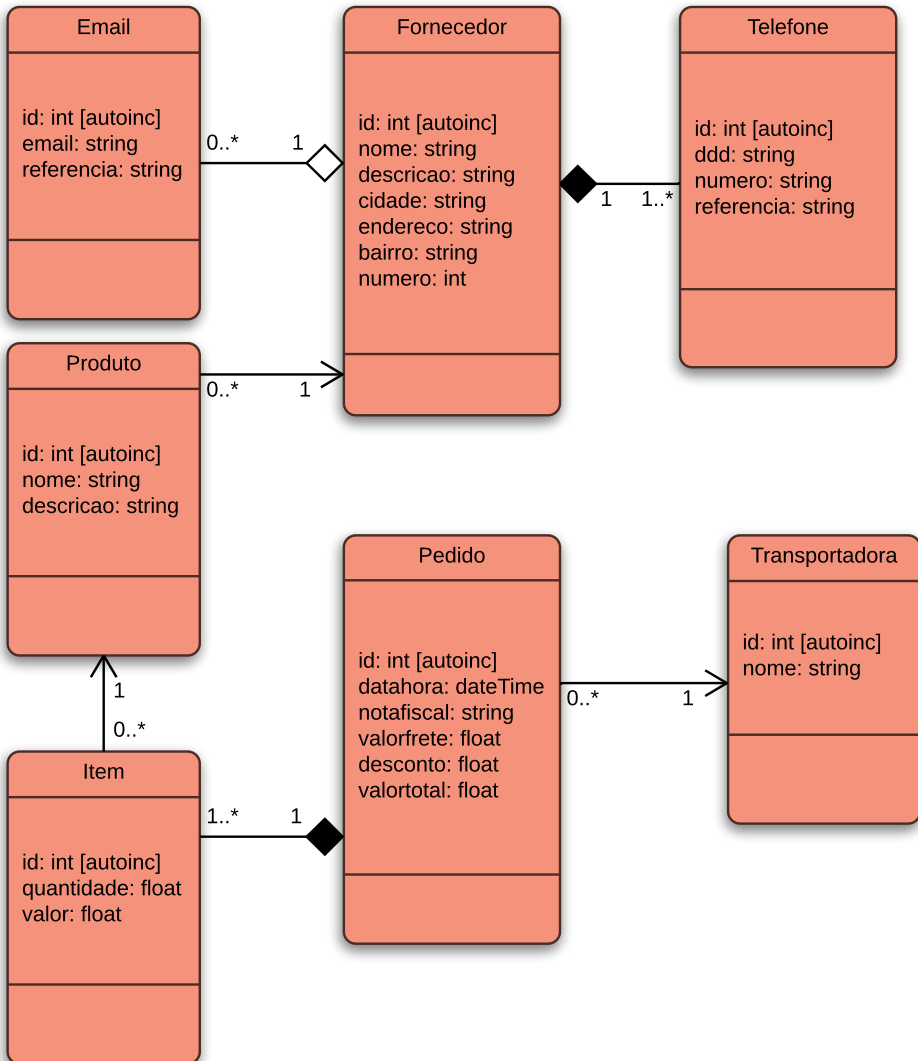 Email
id: int [autoinc]
email: string
referencia: string
0..*
1
Fornecedor
id: int [autoinc]
nome: string
descricao: string
cidade: string
endereco: string
bairro: string
numero: int
1
1..*
Telefone
id: int [autoinc]
ddd: string
numero: string
referencia: string
Produto
id: int [autoinc]
nome: string
descricao: string
0..*
1
1
0..*
Item
id: int [autoinc]
quantidade: float
valor: float
1..*
1
Pedido
id: int [autoinc]
datahora: dateTime
notafiscal: string
valorfrete: float
desconto: float
valortotal: float
0..*
1
Transportadora
id: int [autoinc]
nome: string